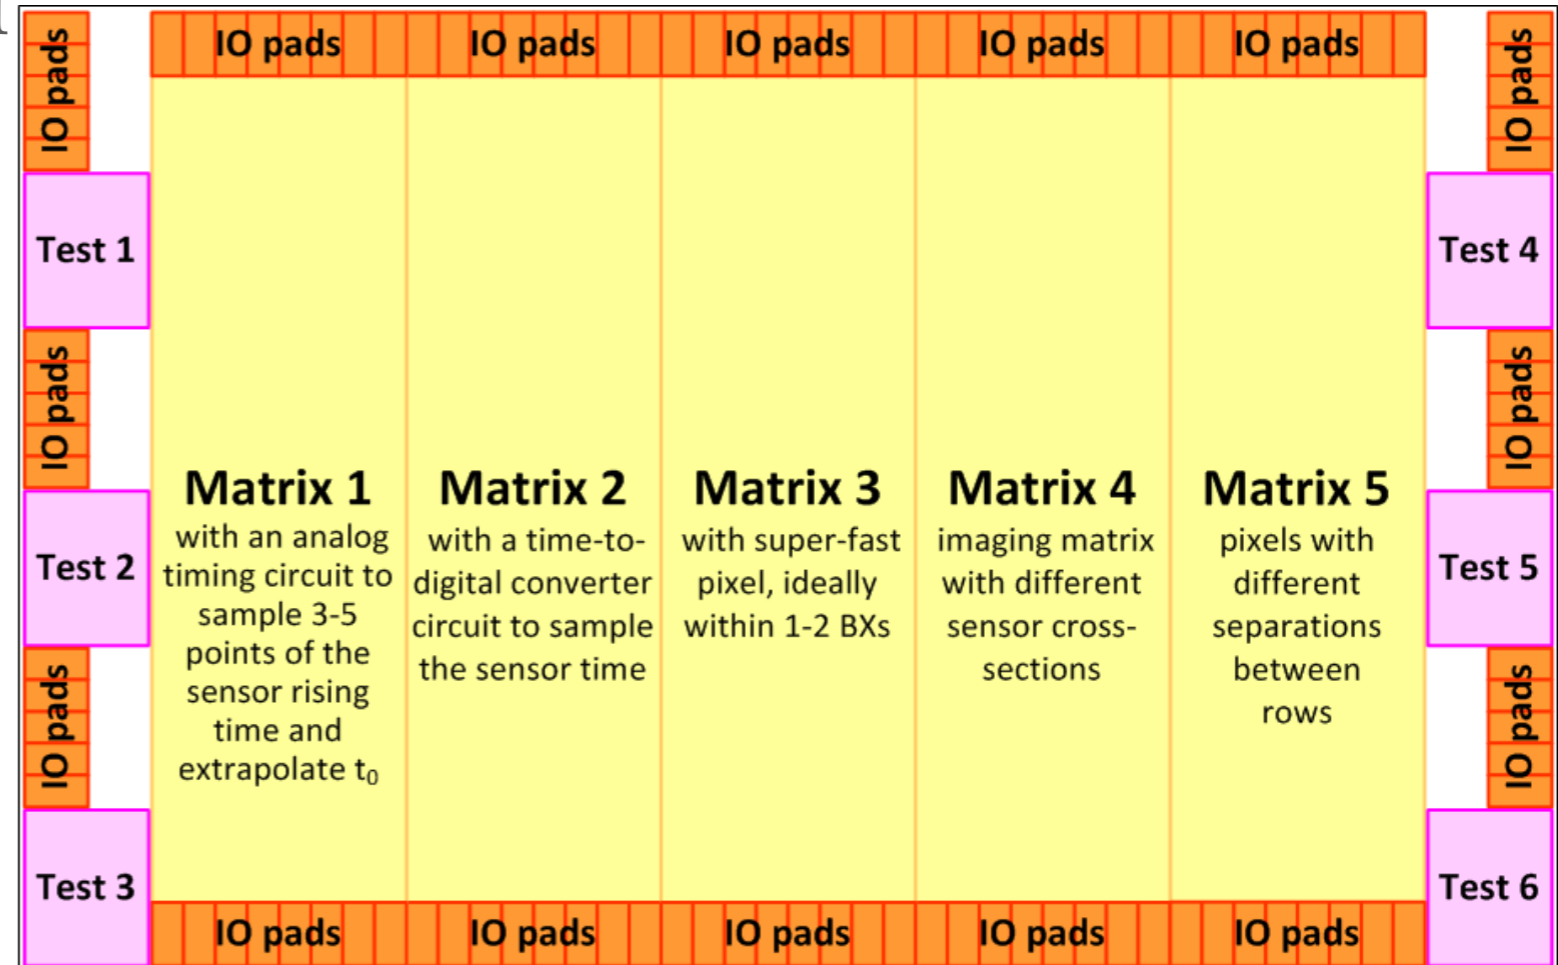 IO pads
IO pads
IO pads
IO pads
IO pads
IO pads
IO pads
Test 1
Test 4
IO pads
IO pads
Matrix 1
with an analog
timing circuit to
sample 3-5
points of the
sensor rising
time and
extrapolate t₀
Matrix 2
with a time-to-
digital converter
circuit to sample
the sensor time
Matrix 3
with super-fast
pixel, ideally
within 1-2 BXs
Matrix 4
imaging matrix
with different
sensor cross-
sections
Matrix 5
pixels with
different
separations
between
rows
Test 2
Test 5
IO pads
IO pads
Test 3
Test 6
IO pads
IO pads
IO pads
IO pads
IO pads